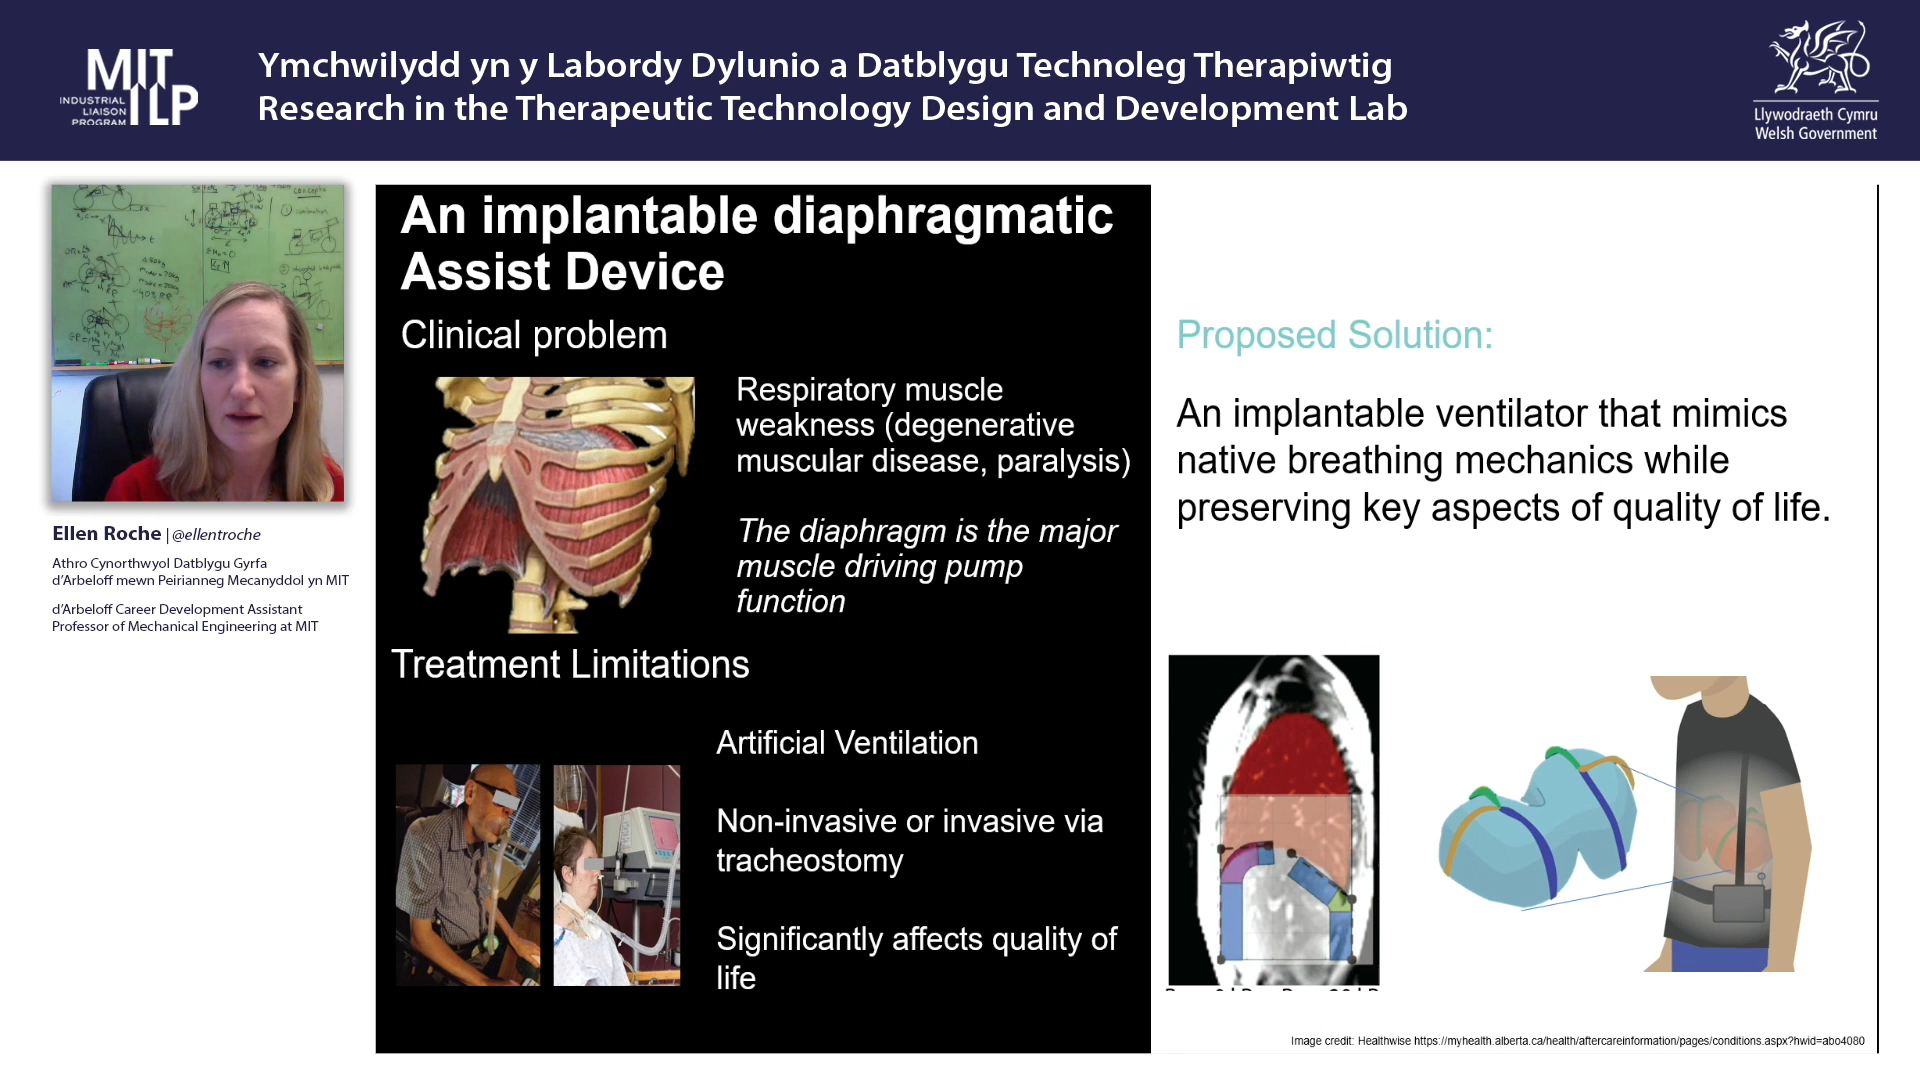 MIT
ILP
INDUSTRIAL
LIAISON
PROGRAM
Ymchwilydd yn y Labordy Dylunio a Datblygu Technoleg Therapiwtig
Research in the Therapeutic Technology Design and Development Lab
Llywodraeth Cymru
Welsh Government
Ellen Roche | @ellentroche
Athro Cynorthwyol Datblygu Gyrfa
d'Arbeloff mewn Peirianneg Mecanyddol yn MIT
d'Arbeloff Career Development Assistant
Professor of Mechanical Engineering at MIT
An implantable diaphragmatic
Assist Device
Clinical problem
Respiratory muscle
weakness (degenerative
muscular disease, paralysis)
The diaphragm is the major
muscle driving pump
function
Treatment Limitations
Artificial Ventilation
Non-invasive or invasive via
tracheostomy
Significantly affects quality of
life
Proposed Solution:
An implantable ventilator that mimics
native breathing mechanics while
preserving key aspects of quality of life.
Image credit: Healthwise https://myhealth.alberta.ca/health/aftercareinformation/pages/conditions.aspx?hwid=abo4080